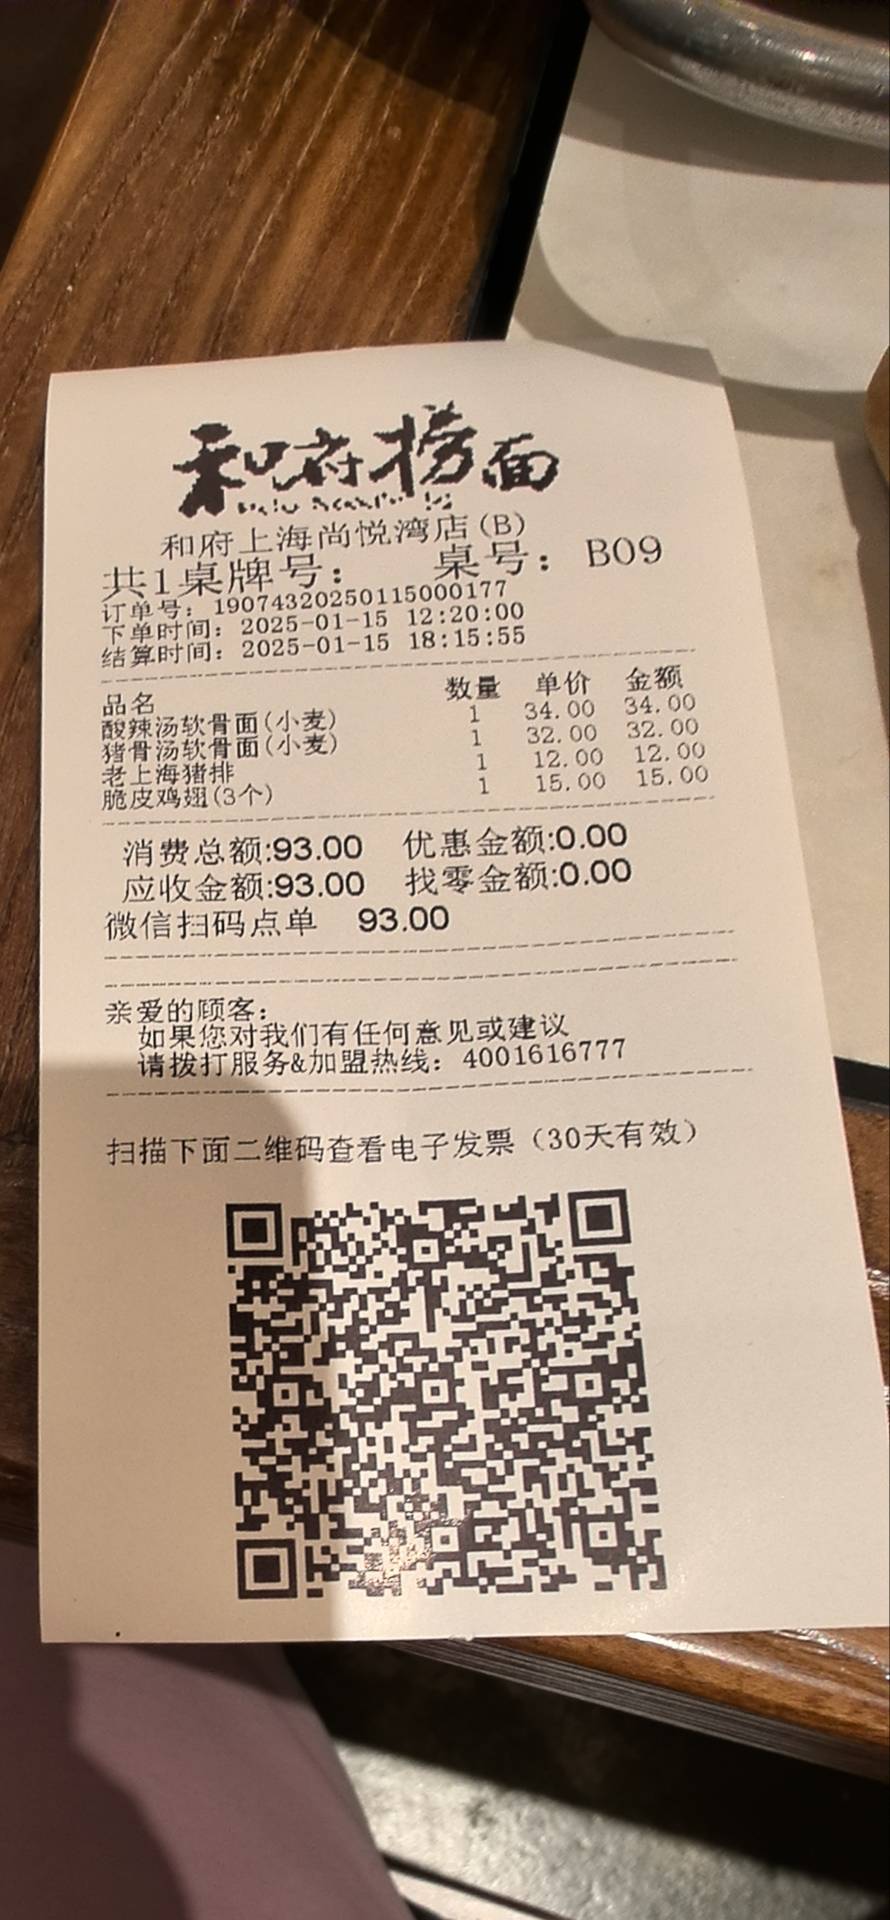 和府捞面
和府上海尚悦湾店(B)
共1桌牌号： 桌号：B09
订单号：19074320250115000177
下单时间：2025-01-15 12:20:00
结算时间：2025-01-15 18:15:55
品名 数量 单价 金额
酸辣汤软骨面(小麦) 1 34.00 34.00
猪骨汤软骨面(小麦) 1 32.00 32.00
老上海猪排 1 12.00 12.00
脆皮鸡翅(3个) 1 15.00 15.00
消费总额:93.00 优惠金额:0.00
应收金额:93.00 找零金额:0.00
微信扫码点单 93.00
亲爱的顾客：
如果您对我们有任何意见或建议
请拨打服务&加盟热线：4001616777
扫描下面二维码查看电子发票（30天有效）